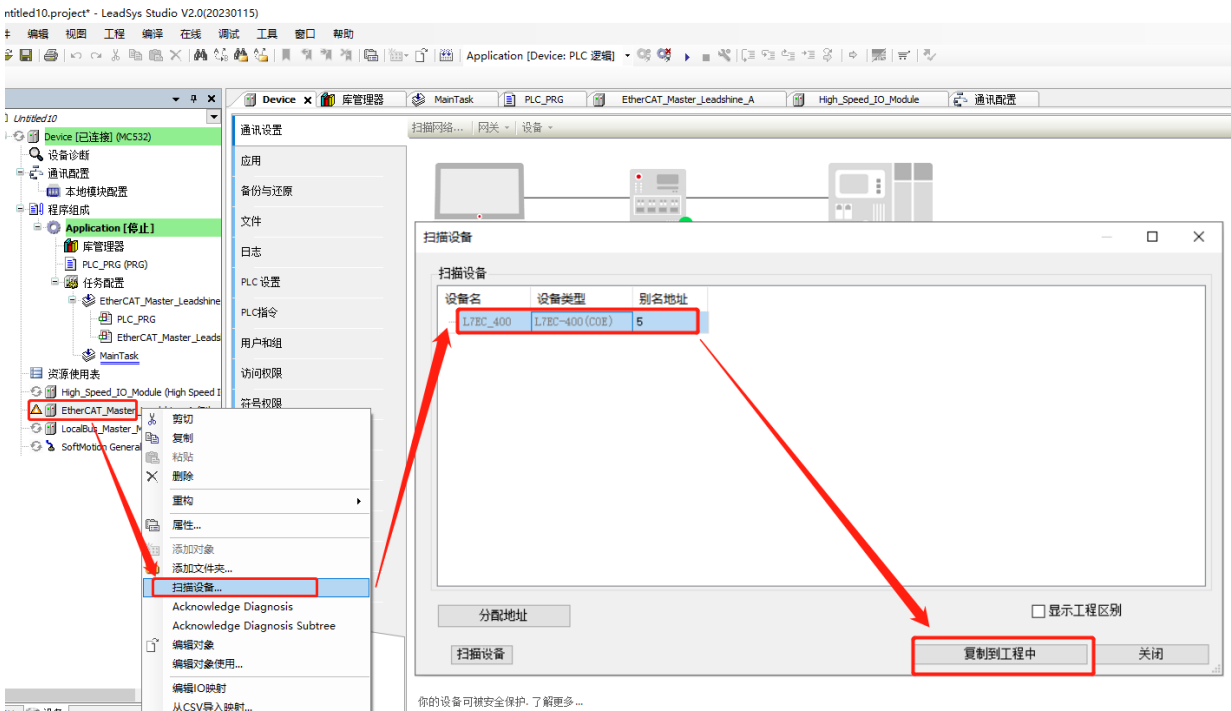 ntitled10.project* - LeadSys Studio V2.0(20230115)
编辑 视图 工程 编译 在线 调试 工具 窗口 帮助
Application [Device: PLC 逻辑]
Device 库管理器 MainTask PLC_PRG EtherCAT_Master_Leadshine_A High_Speed_IO_Module 通讯配置
Untitled10
Device [已连接] (MC532)
设备诊断
通讯配置
本地模块配置
程序组成
Application [停止]
库管理器
PLC_PRG (PRG)
任务配置
EtherCAT_Master_Leadshine
PLC_PRG
EtherCAT_Master_Leads
MainTask
资源使用表
High_Speed_IO_Module (High Speed I
EtherCAT_Master_
LocalBus_Master_M
SoftMotion General
通讯设置
应用
备份与还原
文件
日志
PLC 设置
PLC指令
用户和组
访问权限
符号权限
扫描网络... 网关 设备
剪切
复制
粘贴
删除
重构
属性...
添加对象
添加文件夹...
扫描设备...
Acknowledge Diagnosis
Acknowledge Diagnosis Subtree
编辑对象
编辑对象使用...
编辑IO映射
从CSV导入映射...
扫描设备
扫描设备
设备名 设备类型 别名地址
L7EC_400 L7EC-400(COE) 5
分配地址 显示工程区别
扫描设备 复制到工程中 关闭
你的设备可被安全保护. 了解更多...